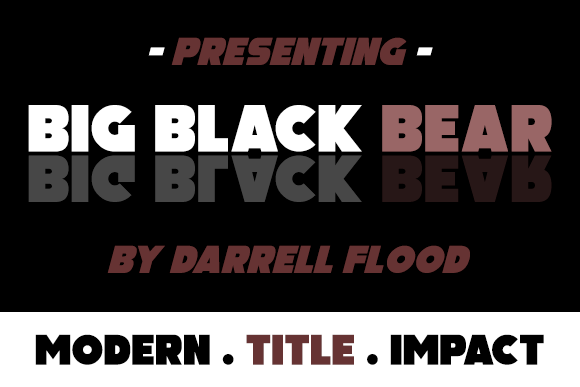 - PRESENTING -
BIG BLACK BEAR
BY DARRELL FLOOD
MODERN . TITLE . IMPACT